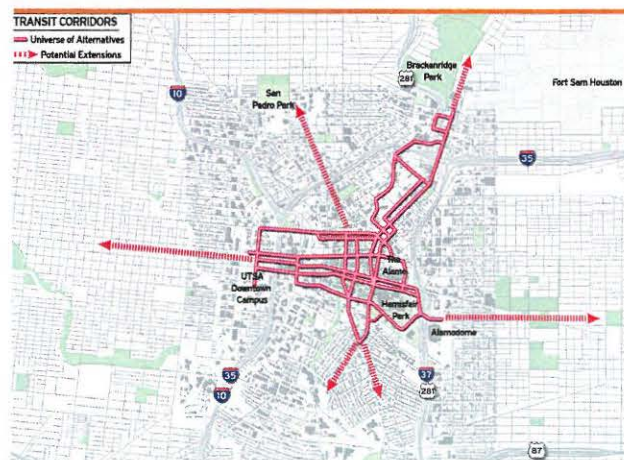 TRANSIT CORRIDORS
Universe of Alternatives
Potential Extensions
Brackenridge
Park
281
Fort Sam Houston
10
San
Pedro Park
35
The
Alamo
UTSA
Downtown
Campus
Hemisfair
Park
Alamodome
35
10
37
281
87